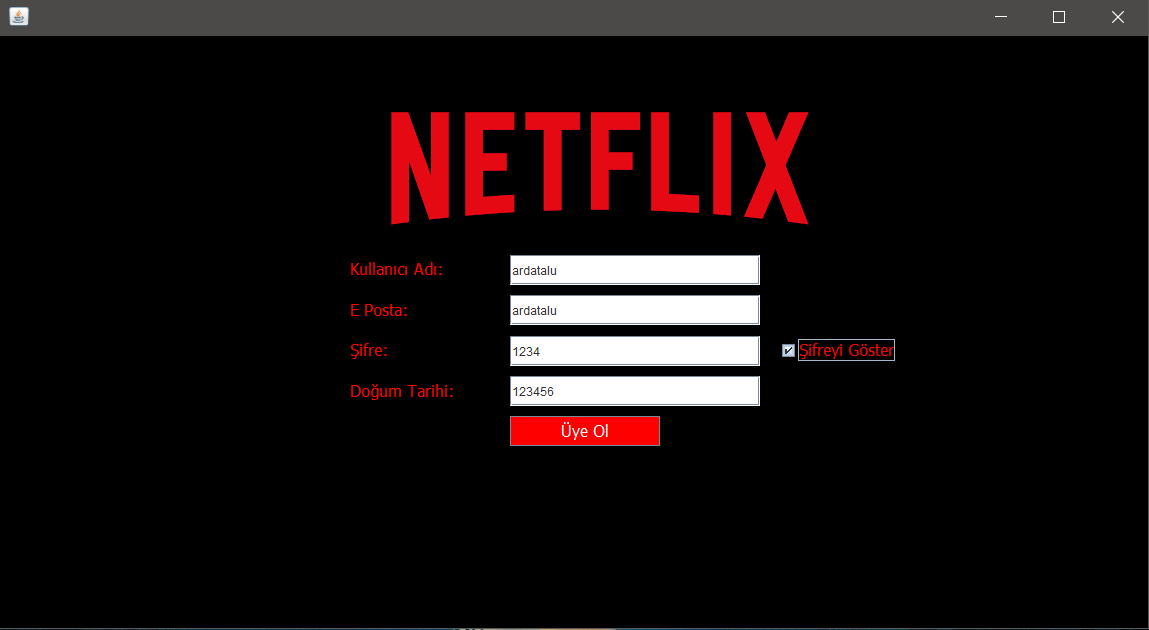 NETFLIX
Kullanıcı Adı: ardatalu
E Posta: ardatalu
Şifre: 1234 Şifreyi Göster
Doğum Tarihi: 123456
Üye Ol